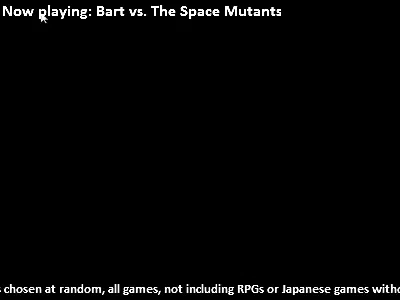 Now playing: Bart vs. The Space Mutants
chosen at random, all games, not including RPGs or Japanese games